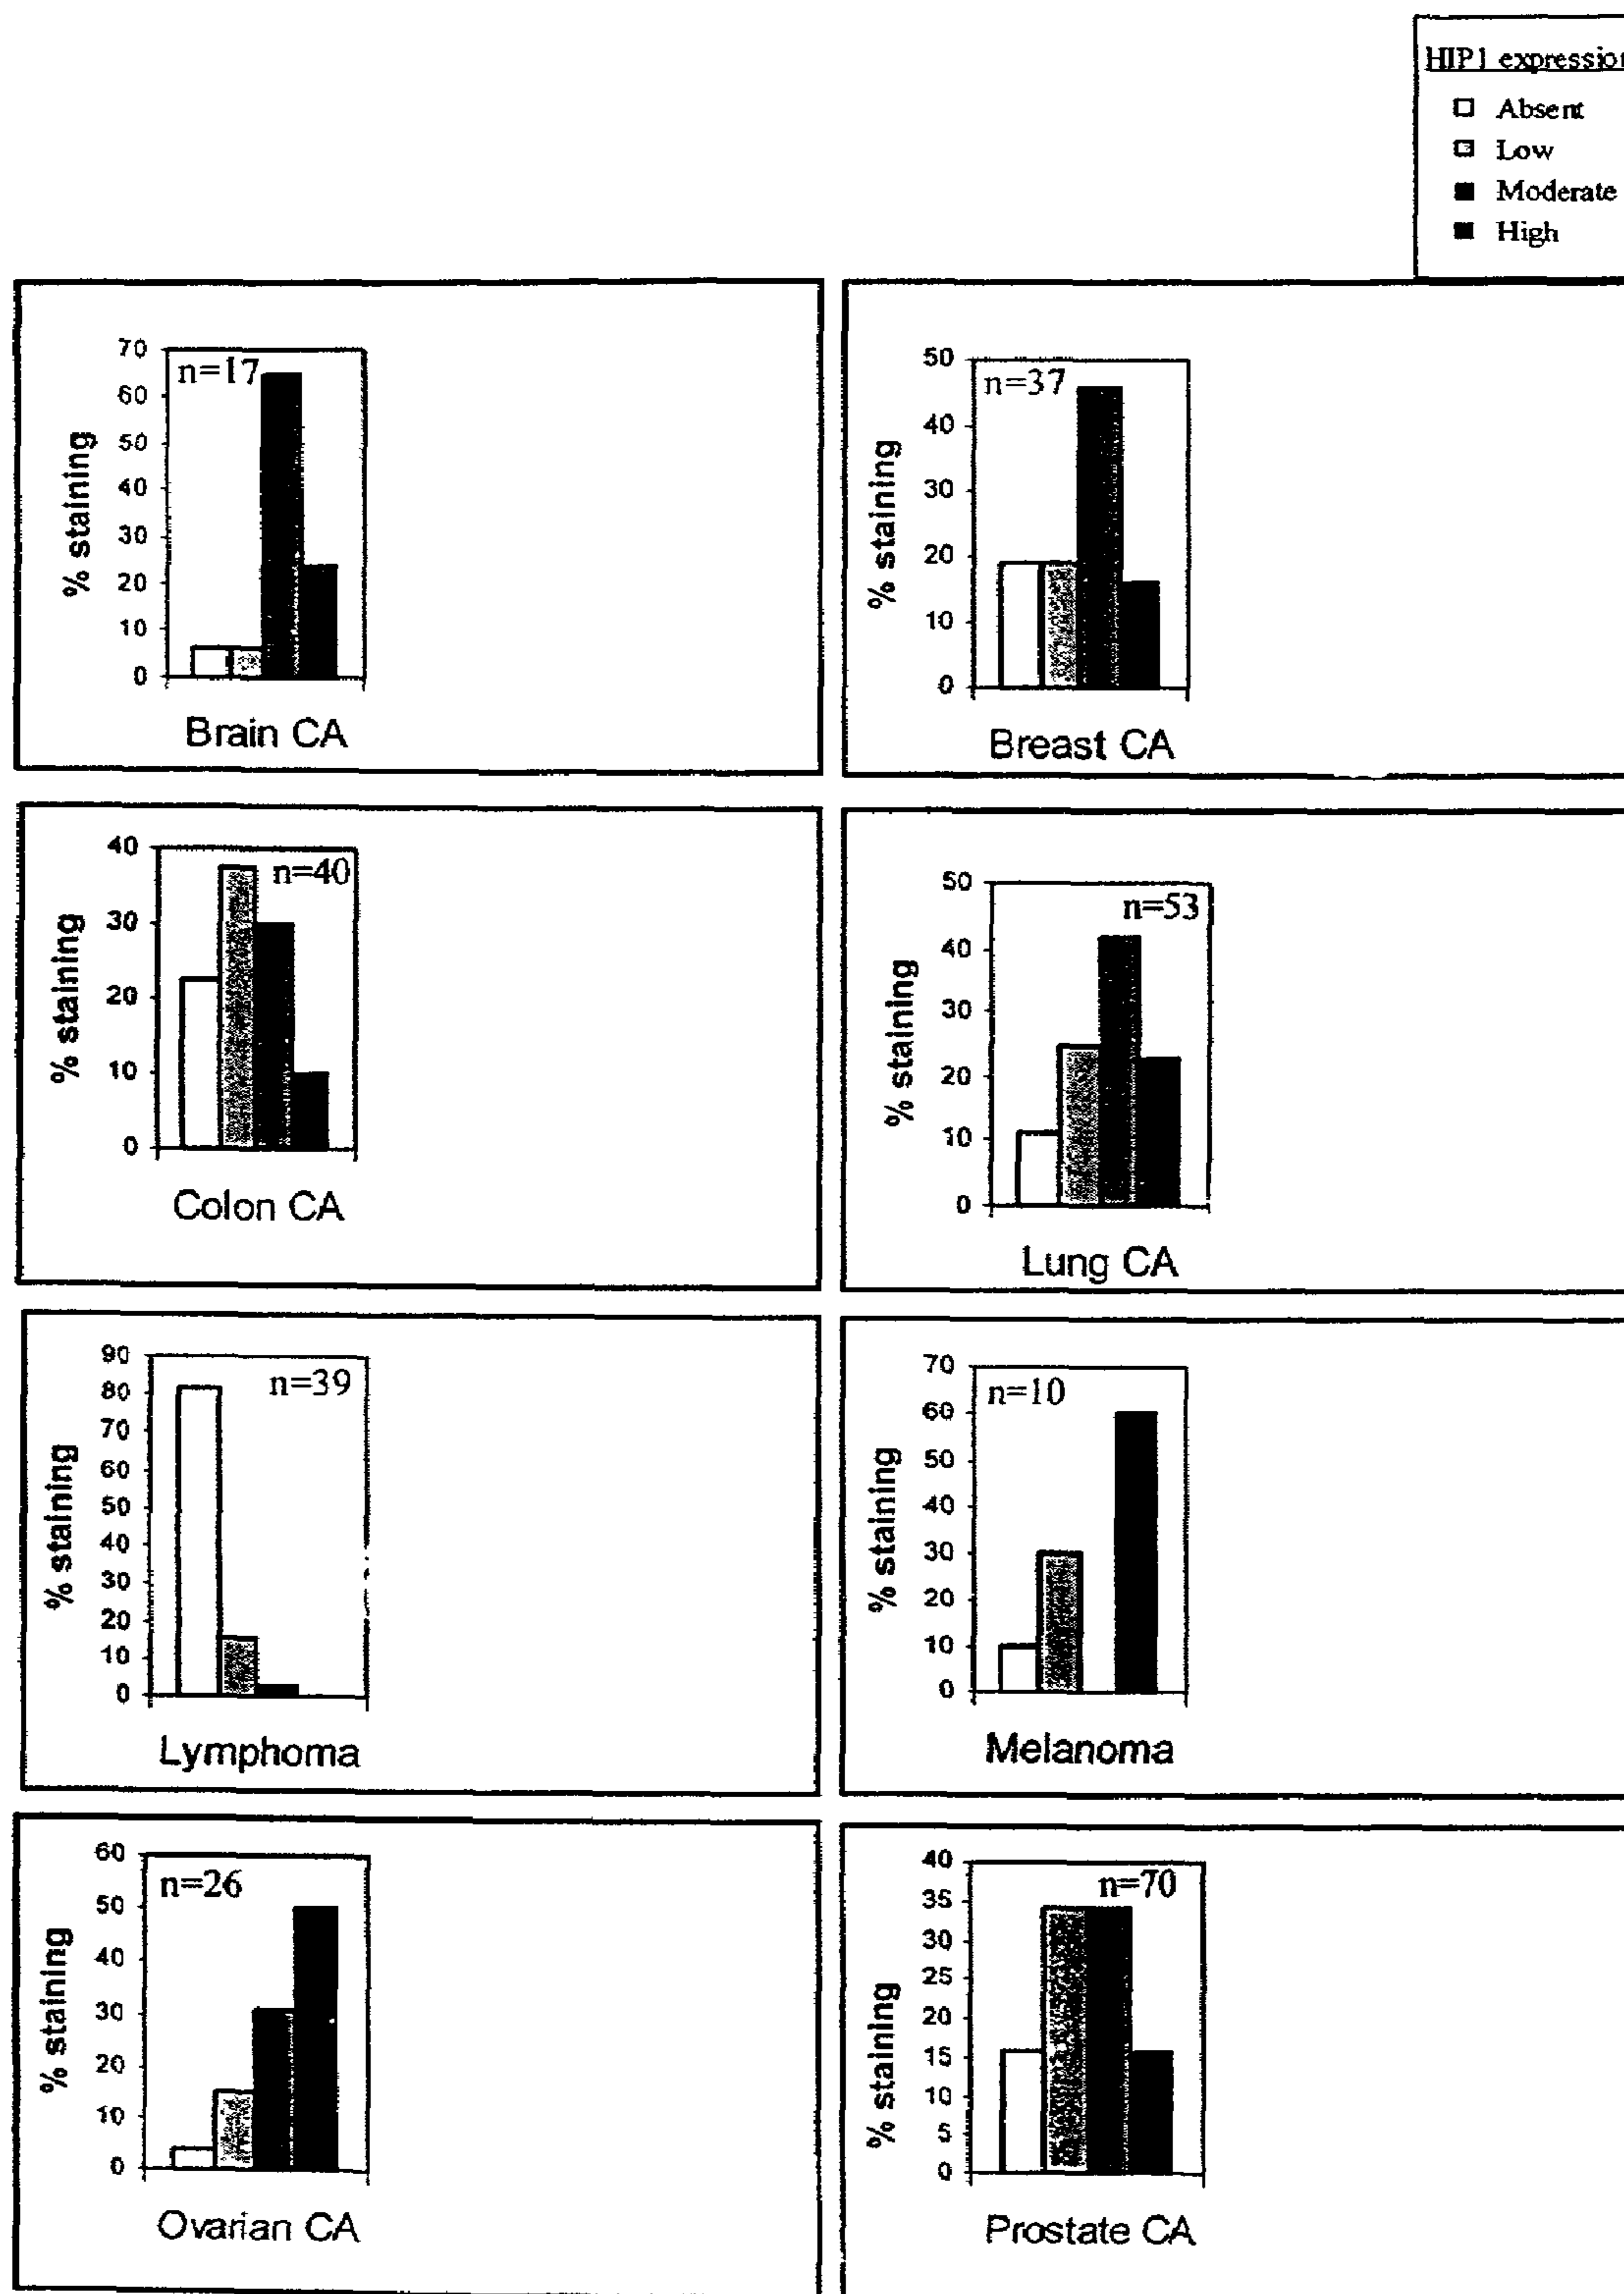 HIP1 expression
Absent
Low
Moderate
High
70
60
50
40
30
20
10
0
% staining
n=17
Brain CA
50
40
30
20
10
0
% staining
n=37
Breast CA
40
30
20
10
0
% staining
n=40
Colon CA
50
40
30
20
10
0
% staining
n=53
Lung CA
90
80
70
60
50
40
30
20
10
0
% staining
n=39
Lymphoma
70
60
50
40
30
20
10
0
% staining
n=10
Melanoma
60
50
40
30
20
10
0
% staining
n=26
Ovarian CA
40
35
30
25
20
15
10
5
0
% staining
n=70
Prostate CA